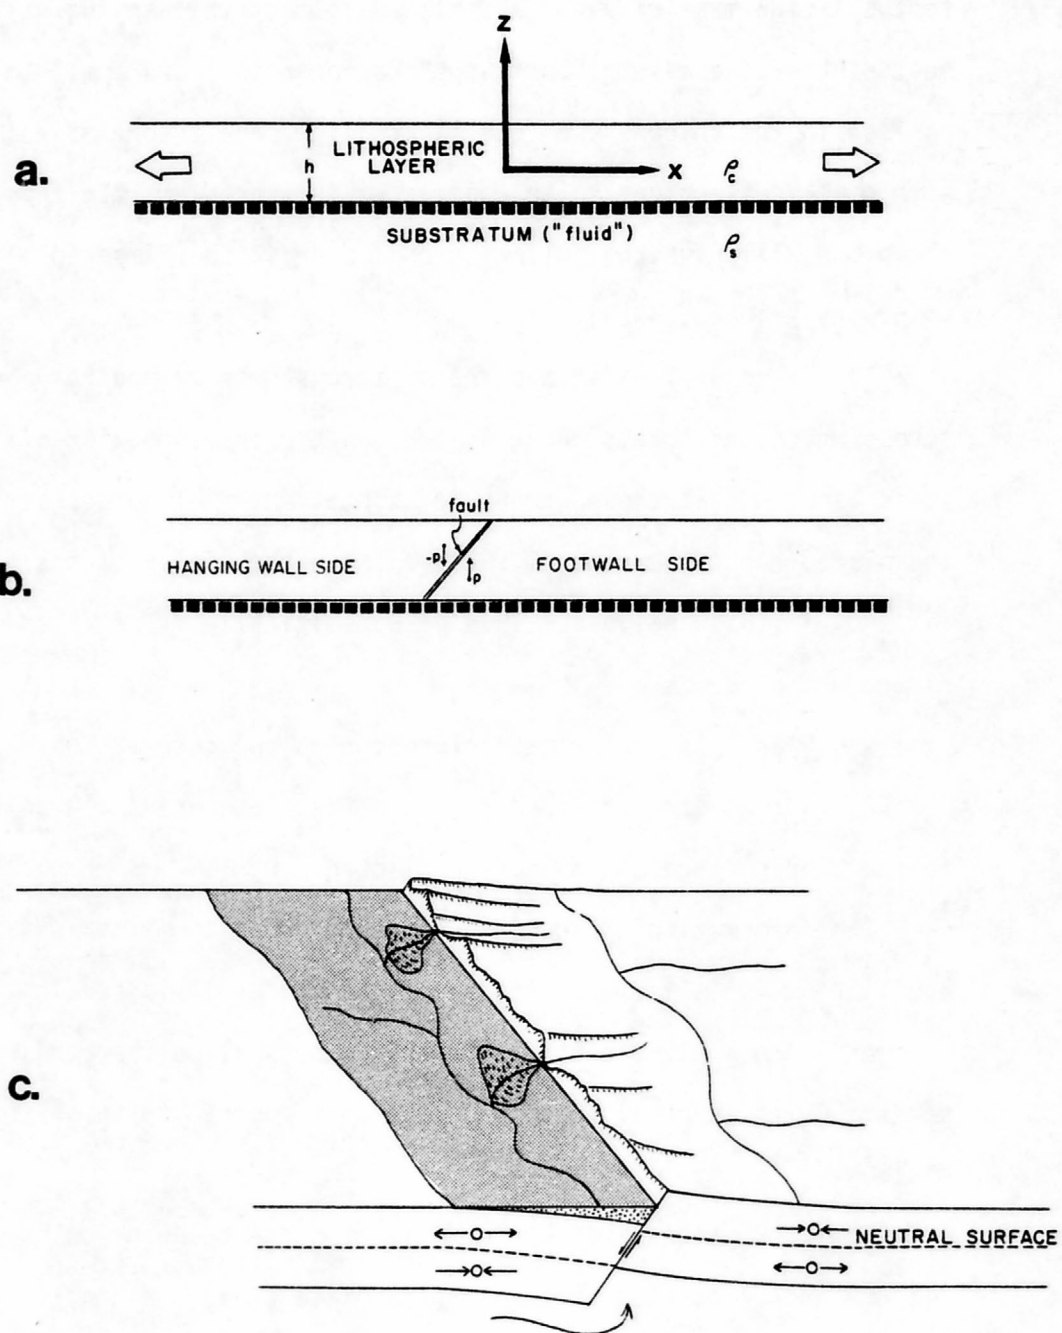 z
a.
h
LITHOSPHERIC
LAYER
x
ρc
SUBSTRATUM ("fluid")
ρs
b.
fault
-p
p
HANGING WALL SIDE
FOOTWALL SIDE
c.
NEUTRAL SURFACE